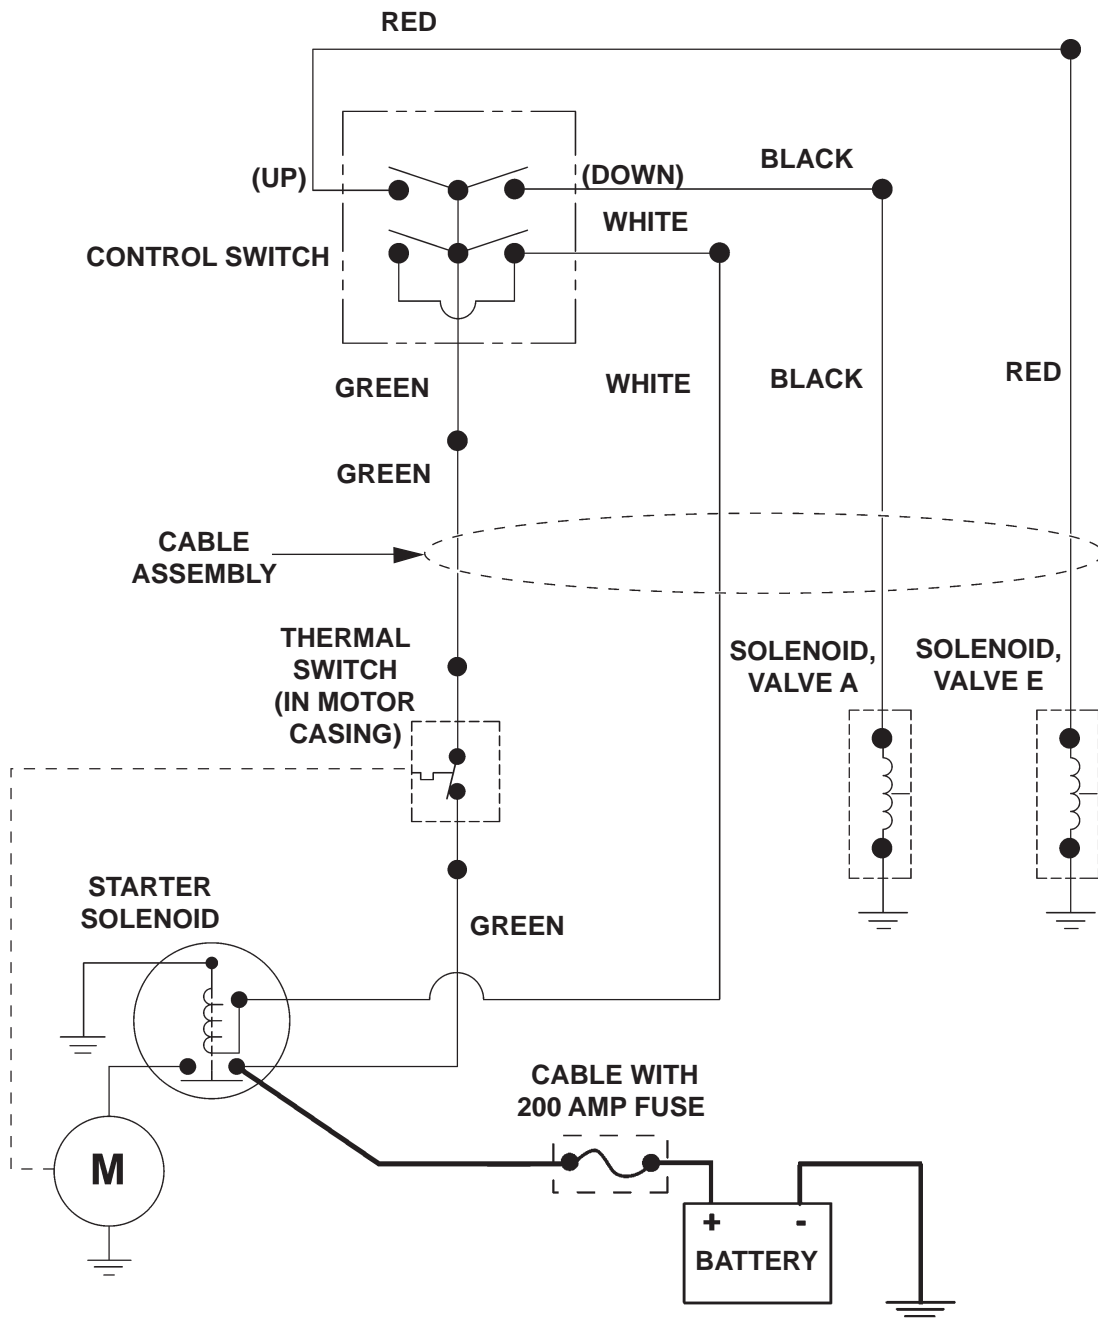 RED
(UP)
(DOWN)
BLACK
WHITE
CONTROL SWITCH
GREEN
WHITE
BLACK
RED
GREEN
CABLE
ASSEMBLY
THERMAL
SWITCH
(IN MOTOR
CASING)
SOLENOID,
VALVE A
SOLENOID,
VALVE E
STARTER
SOLENOID
GREEN
CABLE WITH
200 AMP FUSE
M
+
-
BATTERY